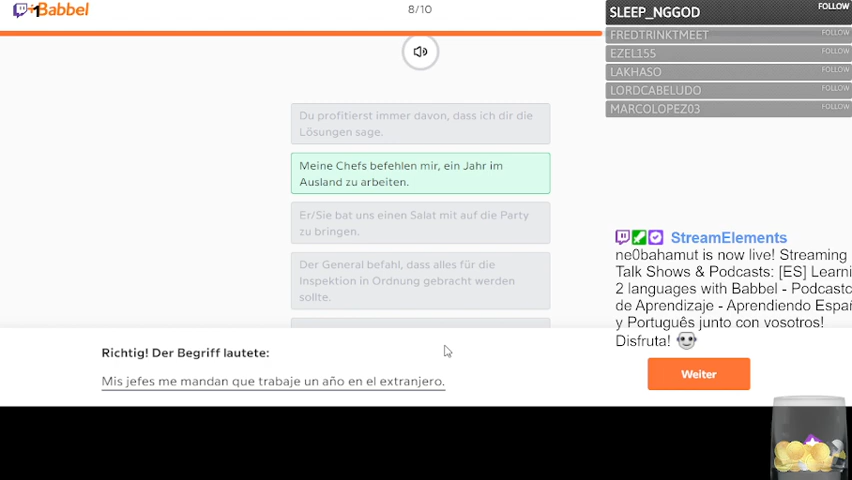 +Babbel
1
8/10
Du profitierst immer davon, dass ich dir die
Lösungen sage.
Meine Chefs befehlen mir, ein Jahr im
Ausland zu arbeiten.
Er/Sie bat uns einen Salat mit auf die Party
zu bringen.
Der General befahl, dass alles für die
Inspektion in Ordnung gebracht werden
sollte.
Richtig! Der Begriff lautete:
Mis jefes me mandan que trabaje un año en el extranjero.
Weiter
SLEEP_NGGOD FOLLOW
FREDTRINKTMEET FOLLOW
EZEL155 FOLLOW
LAKHASO FOLLOW
LORDCABELUDO FOLLOW
MARCOLOPEZ03 FOLLOW
StreamElements
ne0bahamut is now live! Streaming
Talk Shows & Podcasts: [ES] Learni
2 languages with Babbel - Podcasto
de Aprendizaje - Aprendiendo Espa
y Português junto con vosotros!
Disfruta!